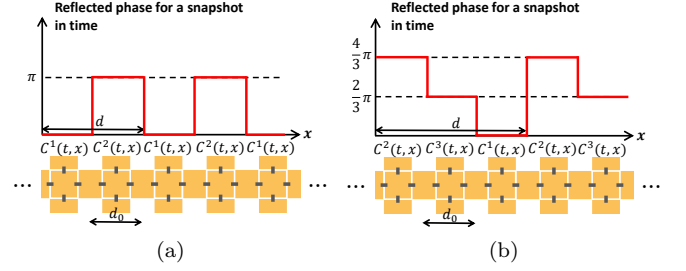 Reflected phase for a snapshot
in time
π
d
x
C¹(t,x) C²(t,x) C¹(t,x) C²(t,x) C¹(t,x)
... ...
d₀
(a)
Reflected phase for a snapshot
in time
4/3 π
2/3 π
d
x
C²(t,x) C³(t,x) C¹(t,x) C²(t,x) C³(t,x)
... ...
d₀
(b)